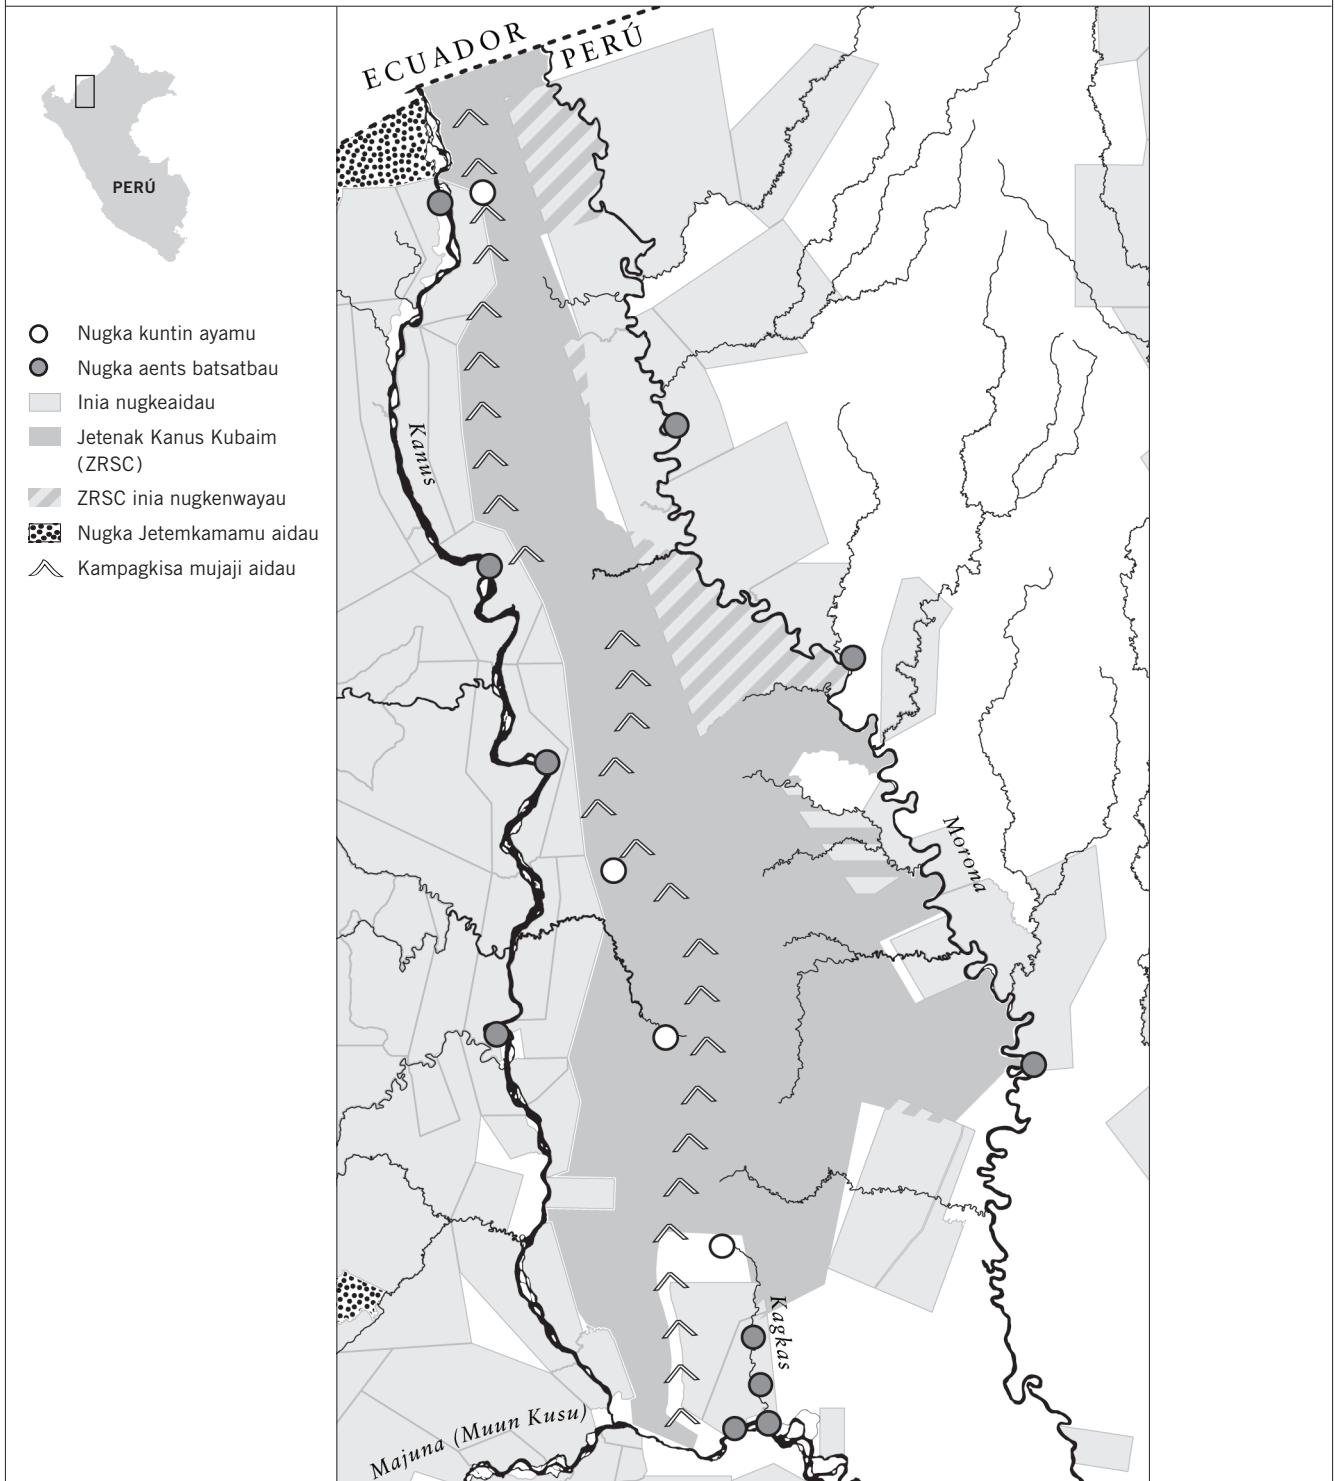 ECUADOR
PERÚ
PERÚ
Nugka kuntin ayamu
Nugka aents batsatbau
Inia nugkeaidau
Jetenak Kanus Kubaim
(ZRSC)
ZRSC inia nugkenwayau
Nugka Jetemkamamu aidau
Kampagkisa mujaji aidau
Kanus
Morona
Kagkas
Majuna (Muun Kusu)